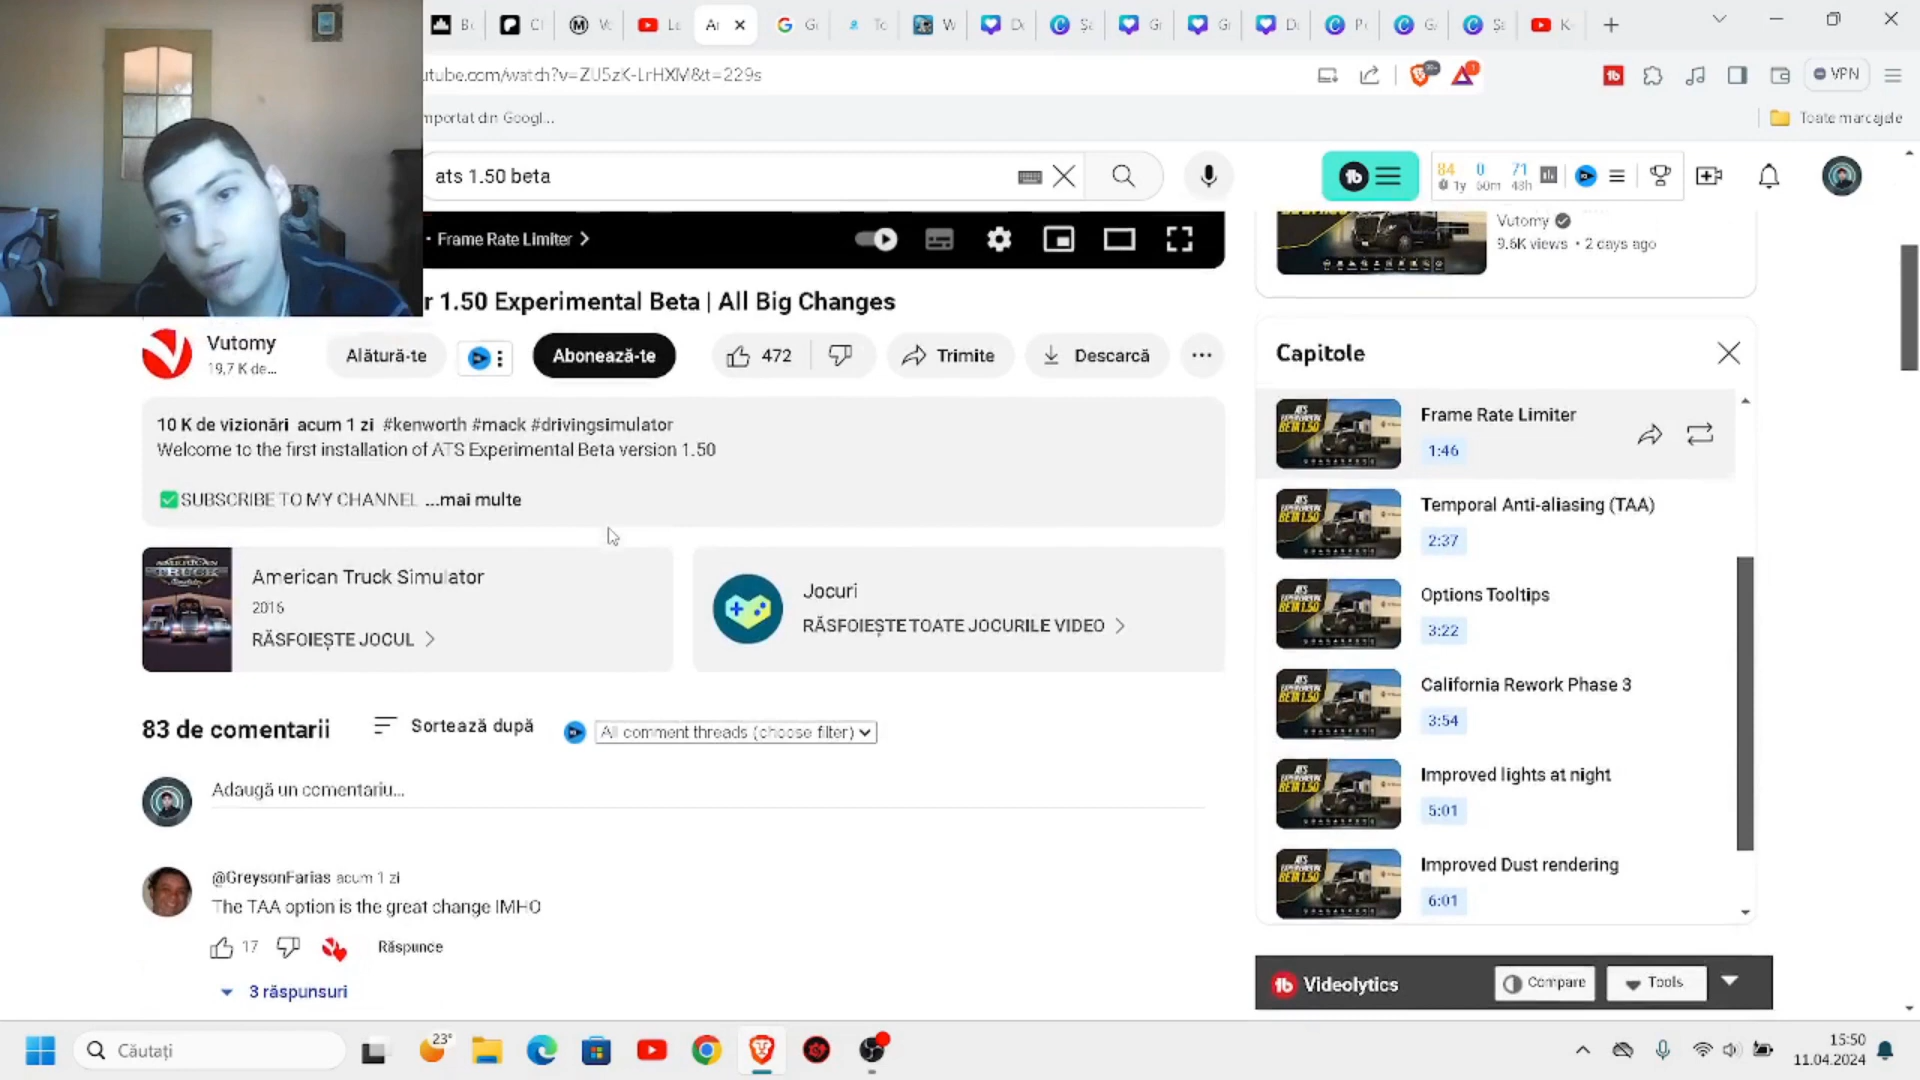 utube.com/watch?v=ZU5zK-LrHXM&t=229s
VPN
mportat din Googl...
Toate marcajele
ats 1.50 beta
84 0 71
1y 60m 48h
• Frame Rate Limiter
Vutomy
9.6K views • 2 days ago
r 1.50 Experimental Beta | All Big Changes
Vutomy
19,7 K de...
Alătură-te
Abonează-te
472
Trimite
Descarcă
10 K de vizionări acum 1 zi #kenworth #mack #drivingsimulator
Welcome to the first installation of ATS Experimental Beta version 1.50
✅SUBSCRIBE TO MY CHANNEL ...mai multe
American Truck Simulator
2016
RĂSFOIEȘTE JOCUL
Jocuri
RĂSFOIEȘTE TOATE JOCURILE VIDEO
83 de comentarii
Sortează după
All comment threads (choose filter)
Adaugă un comentariu...
@GreysonFarias acum 1 zi
The TAA option is the great change IMHO
17
Răspunce
3 răspunsuri
Capitole
Frame Rate Limiter
1:46
Temporal Anti-aliasing (TAA)
2:37
Options Tooltips
3:22
California Rework Phase 3
3:54
Improved lights at night
5:01
Improved Dust rendering
6:01
Videolytics
Compare
Tools
Căutați
23°
15:50
11.04.2024